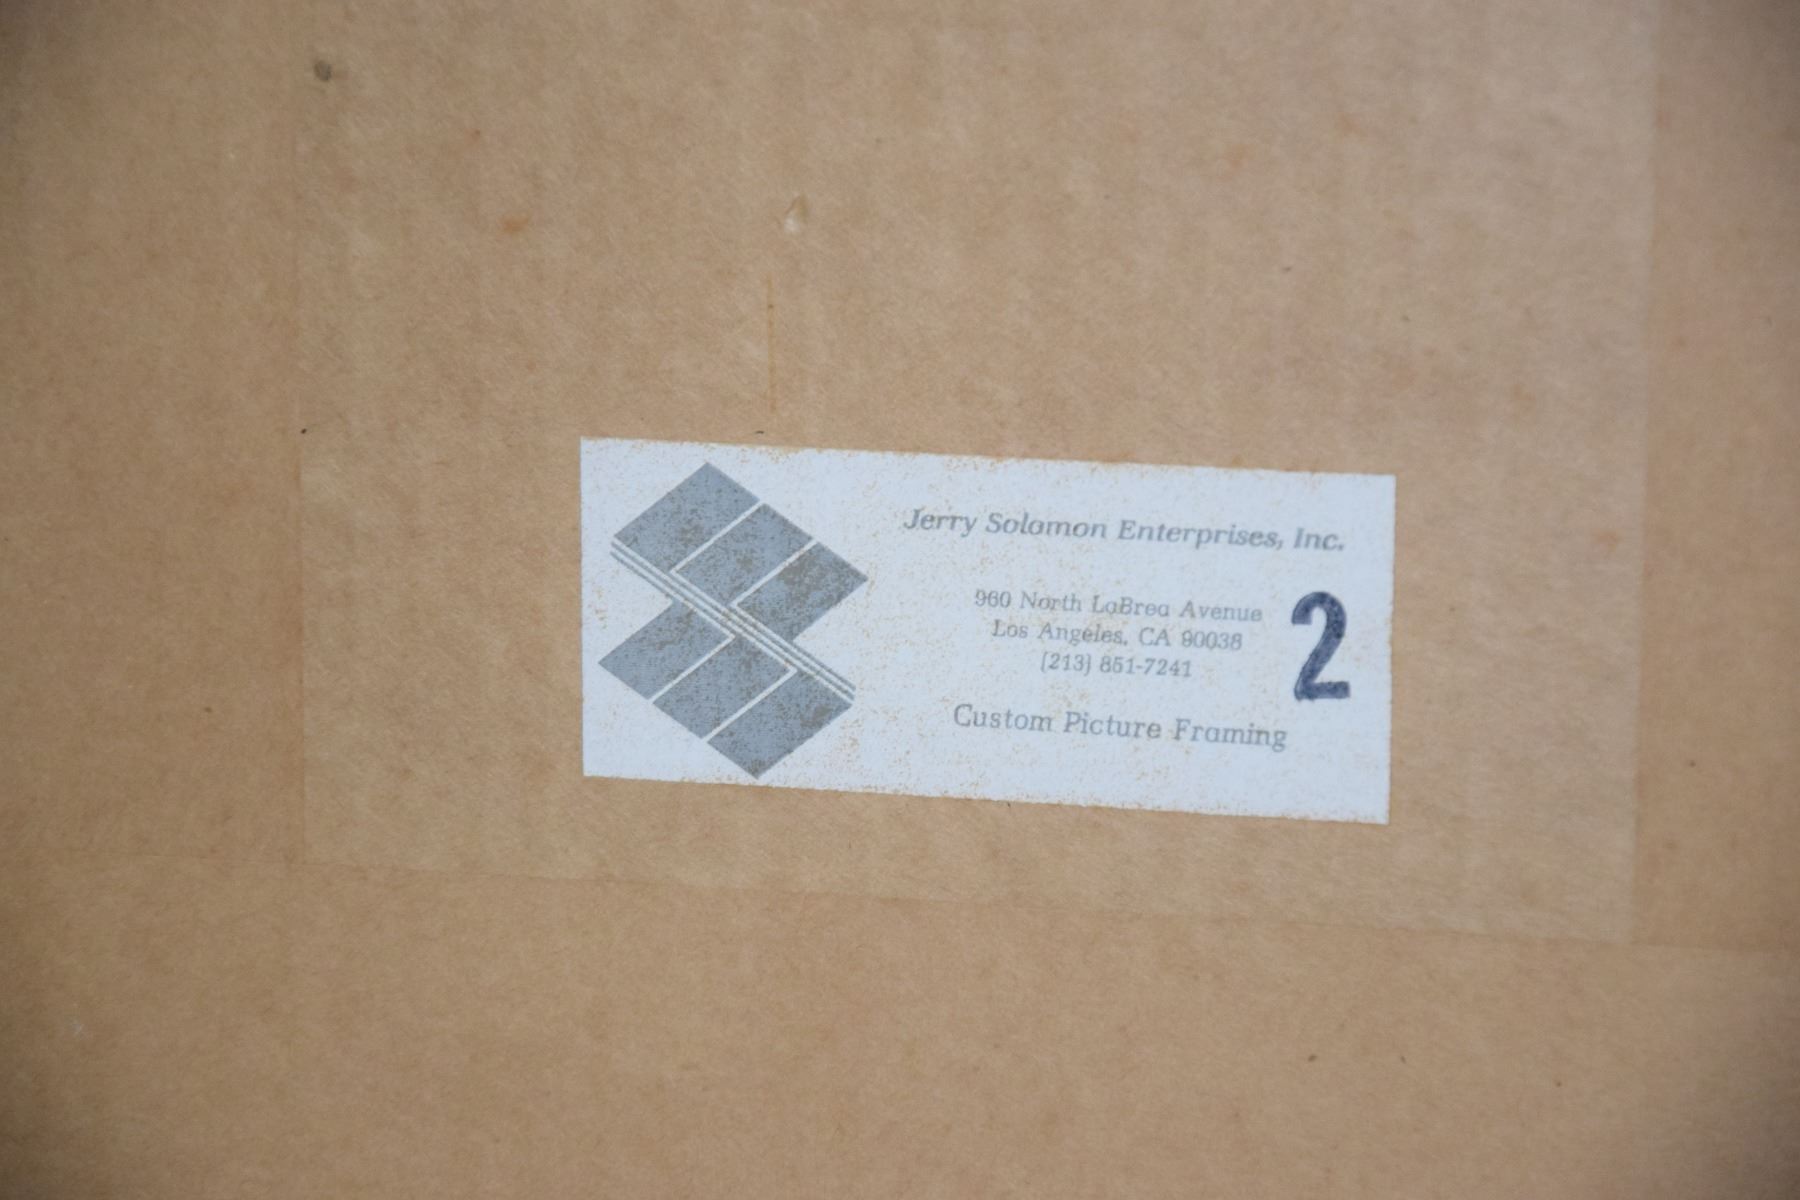 Jerry Solomon Enterprises, Inc.
960 North LaBrea Avenue
Los Angeles, CA 90038
(213) 851-7241
2
Custom Picture Framing